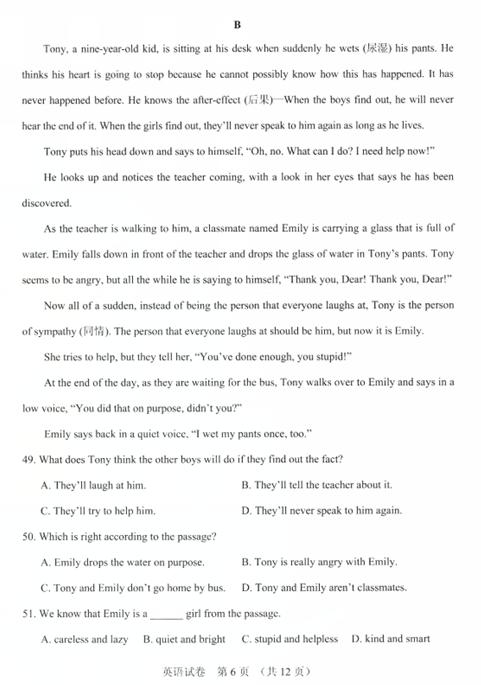 B
Tony, a nine-year-old kid, is sitting at his desk when suddenly he wets (尿湿) his pants. He
thinks his heart is going to stop because he cannot possibly know how this has happened. It has
never happened before. He knows the after-effect (后果)—When the boys find out, he will never
hear the end of it. When the girls find out, they'll never speak to him again as long as he lives.
Tony puts his head down and says to himself, "Oh, no. What can I do? I need help now!"
He looks up and notices the teacher coming, with a look in her eyes that says he has been
discovered.
As the teacher is walking to him, a classmate named Emily is carrying a glass that is full of
water. Emily falls down in front of the teacher and drops the glass of water in Tony's pants. Tony
seems to be angry, but all the while he is saying to himself, "Thank you, Dear! Thank you, Dear!"
Now all of a sudden, instead of being the person that everyone laughs at, Tony is the person
of sympathy (同情). The person that everyone laughs at should be him, but now it is Emily.
She tries to help, but they tell her, "You've done enough, you stupid!"
At the end of the day, as they are waiting for the bus, Tony walks over to Emily and says in a
low voice, "You did that on purpose, didn't you?"
Emily says back in a quiet voice, "I wet my pants once, too."
49. What does Tony think the other boys will do if they find out the fact?
A. They'll laugh at him. B. They'll tell the teacher about it.
C. They'll try to help him. D. They'll never speak to him again.
50. Which is right according to the passage?
A. Emily drops the water on purpose. B. Tony is really angry with Emily.
C. Tony and Emily don't go home by bus. D. Tony and Emily aren't classmates.
51. We know that Emily is a ______ girl from the passage.
A. careless and lazy B. quiet and bright C. stupid and helpless D. kind and smart
英语试卷 第 6 页 （共 12 页）